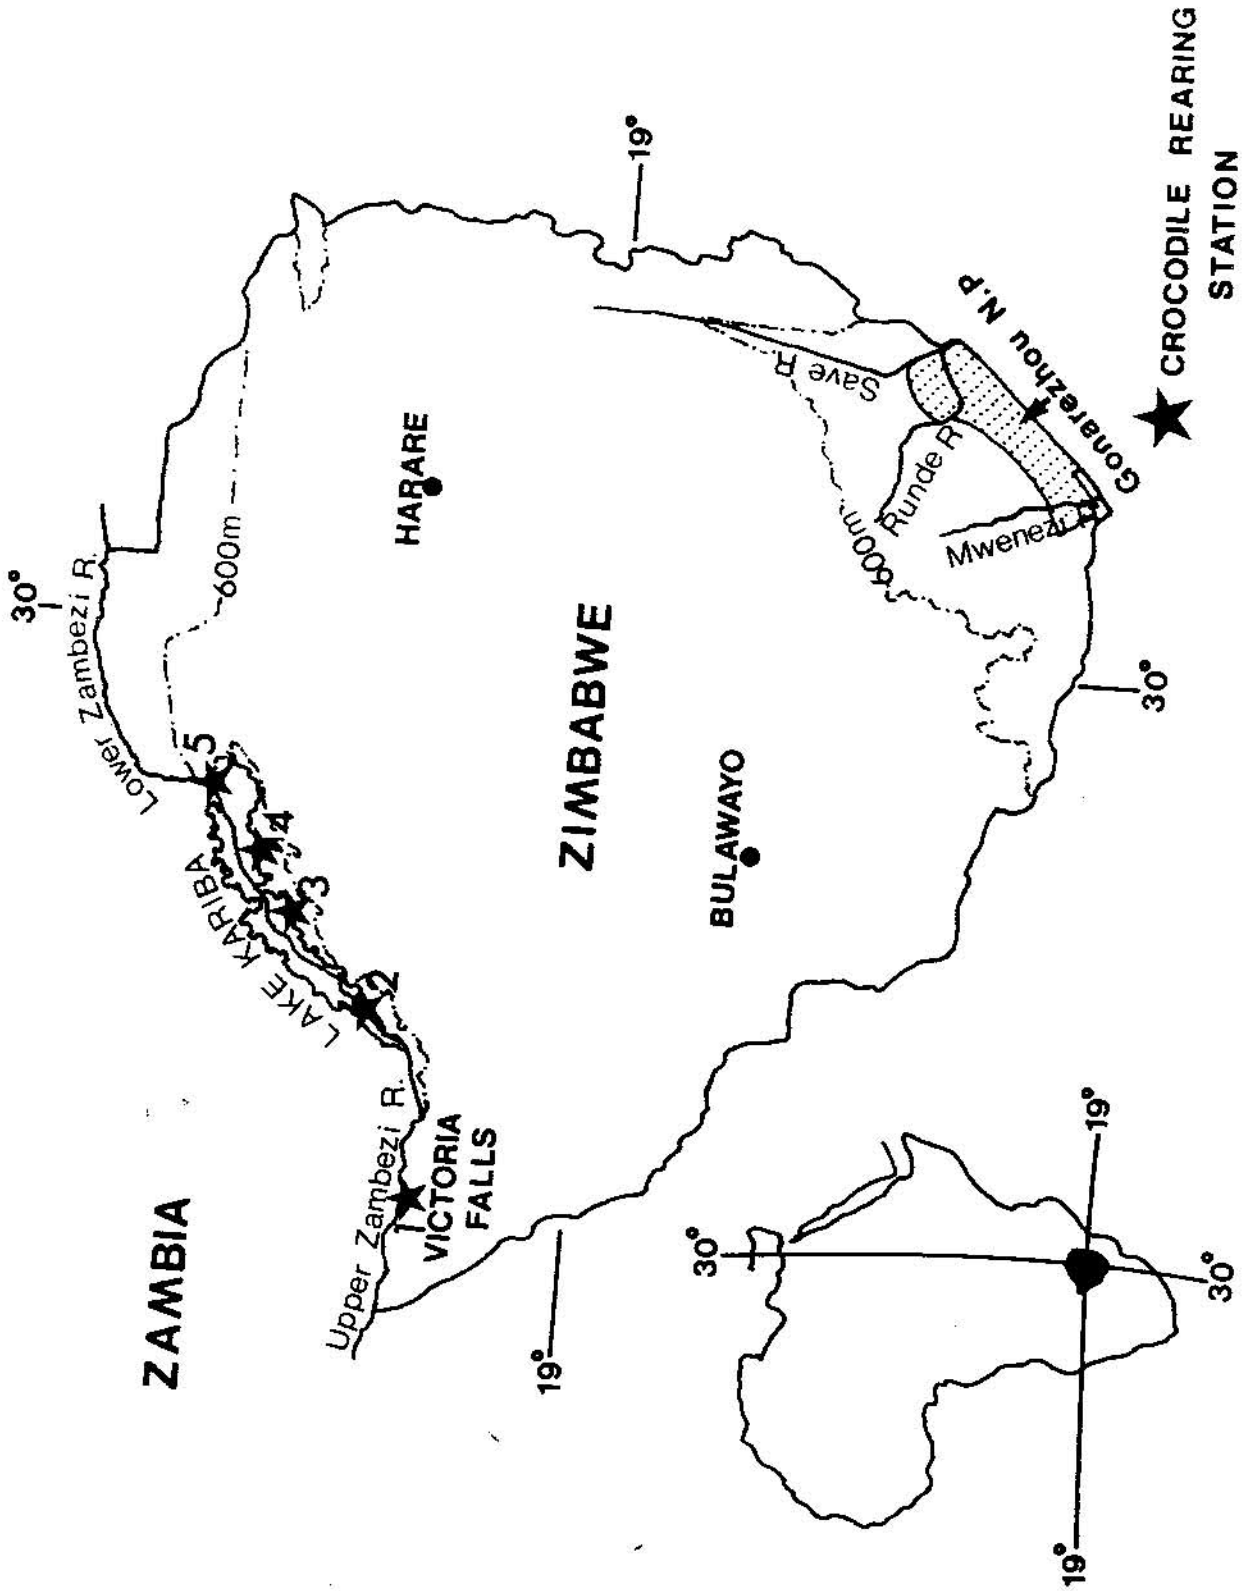 30°
Lower Zambezi R.
600m
ZAMBIA
LAKE KARIBA
5
4
3
2
1
Upper Zambezi R.
VICTORIA
FALLS
HARARE
19°
19°
ZIMBABWE
BULAWAYO
Save R
600m
Runde R
Mwenezi R
Gonarezhou N.P
30°
30°
19°
19°
30°
CROCODILE REARING
STATION